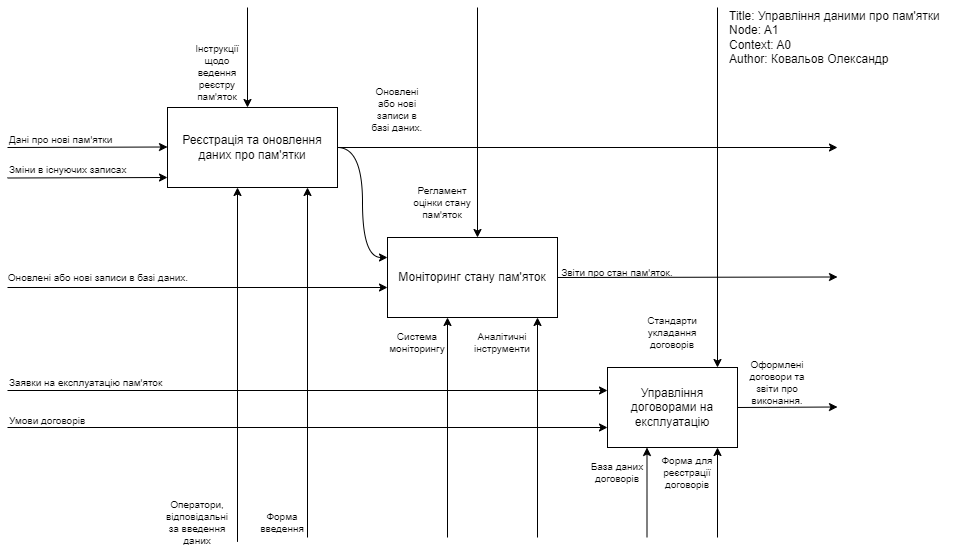 Title: Управління даними про пам'ятки
Node: A1
Context: A0
Author: Ковальов Олександр
Інструкції
щодо
ведення
реєстру
пам'яток
Оновлені
або нові
записи в
базі даних.
Дані про нові пам'ятки
Реєстрація та оновлення
даних про пам'ятки
Зміни в існуючих записах
Регламент
оцінки стану
пам'яток
Оновлені або нові записи в базі даних.
Моніторинг стану пам'яток
Звіти про стан пам'яток.
Система
моніторингу
Аналітичні
інструменти
Стандарти
укладання
договорів
Заявки на експлуатацію пам'яток
Умови договорів
Управління
договорами на
експлуатацію
Оформлені
договори та
звіти про
виконання.
База даних
договорів
Форма для
реєстрації
договорів
Оператори,
відповідальні
за введення
даних
Форма
введення